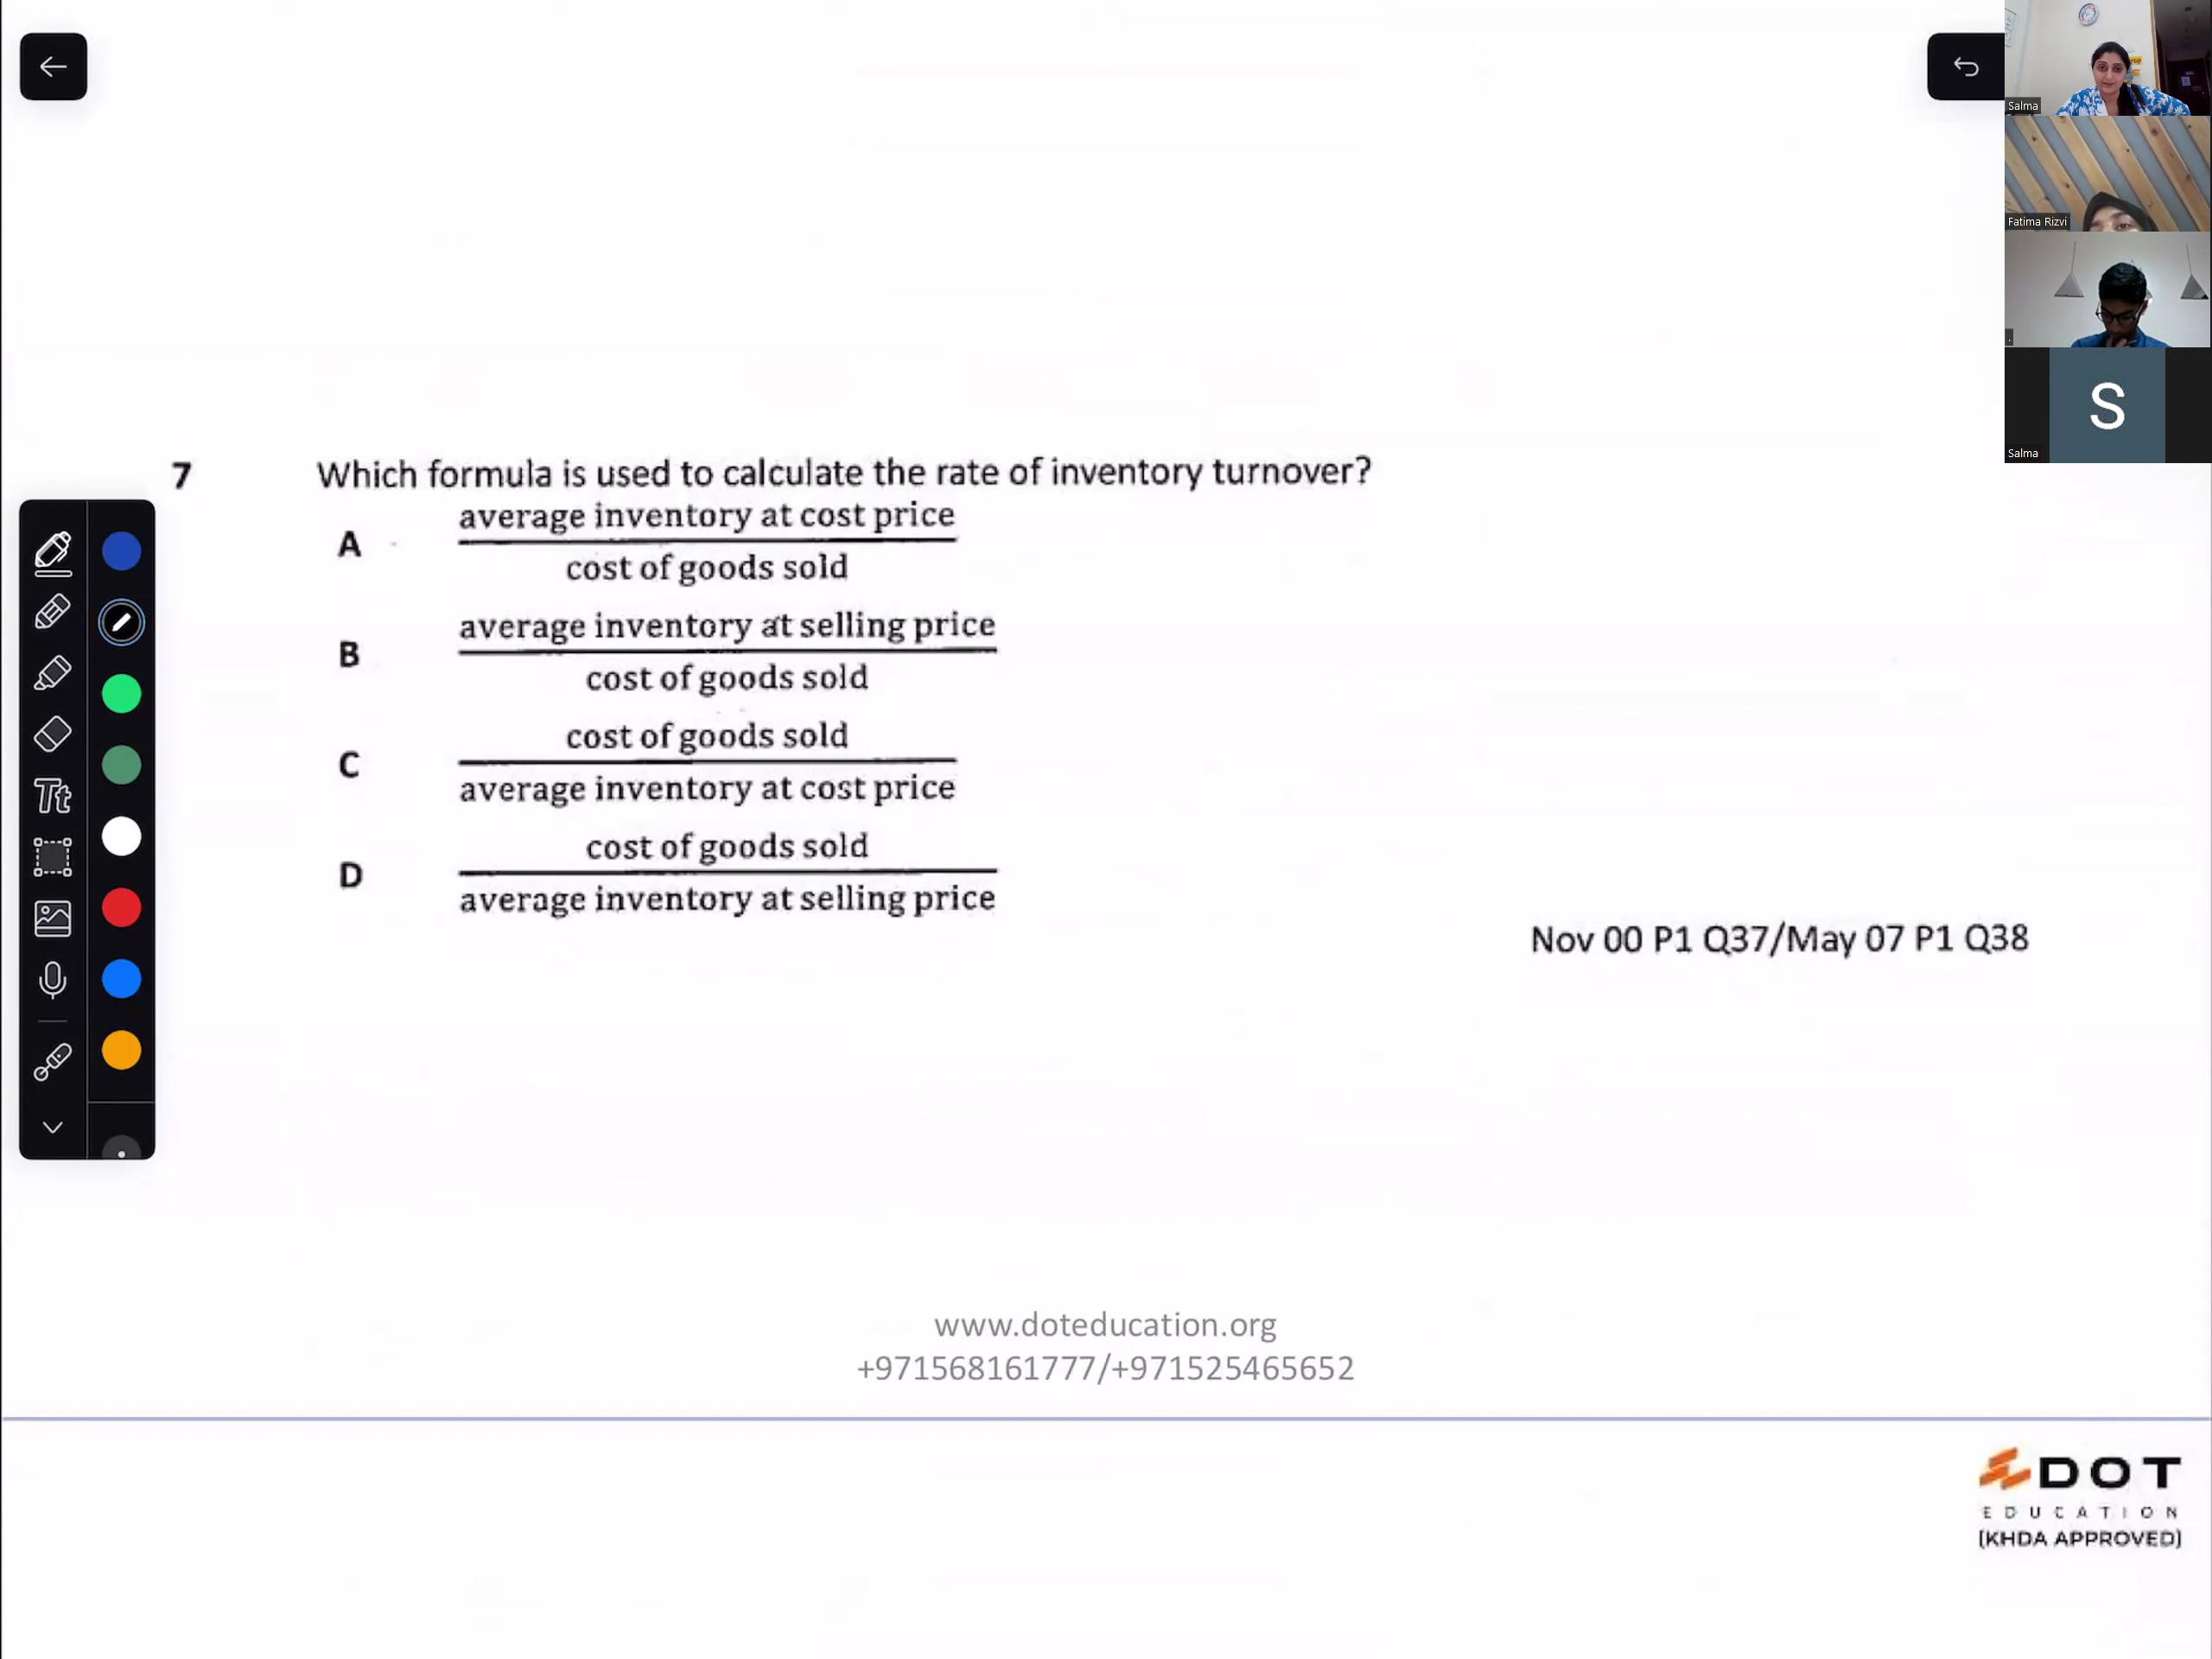 Salma
Fatima Rizvi
S
Salma
7 Which formula is used to calculate the rate of inventory turnover?
A average inventory at cost price
cost of goods sold
B average inventory at selling price
cost of goods sold
C cost of goods sold
average inventory at cost price
D cost of goods sold
average inventory at selling price
Nov 00 P1 Q37/May 07 P1 Q38
Tt
www.doteducation.org
+971568161777/+971525465652
DOT
EDUCATION
(KHDA APPROVED)